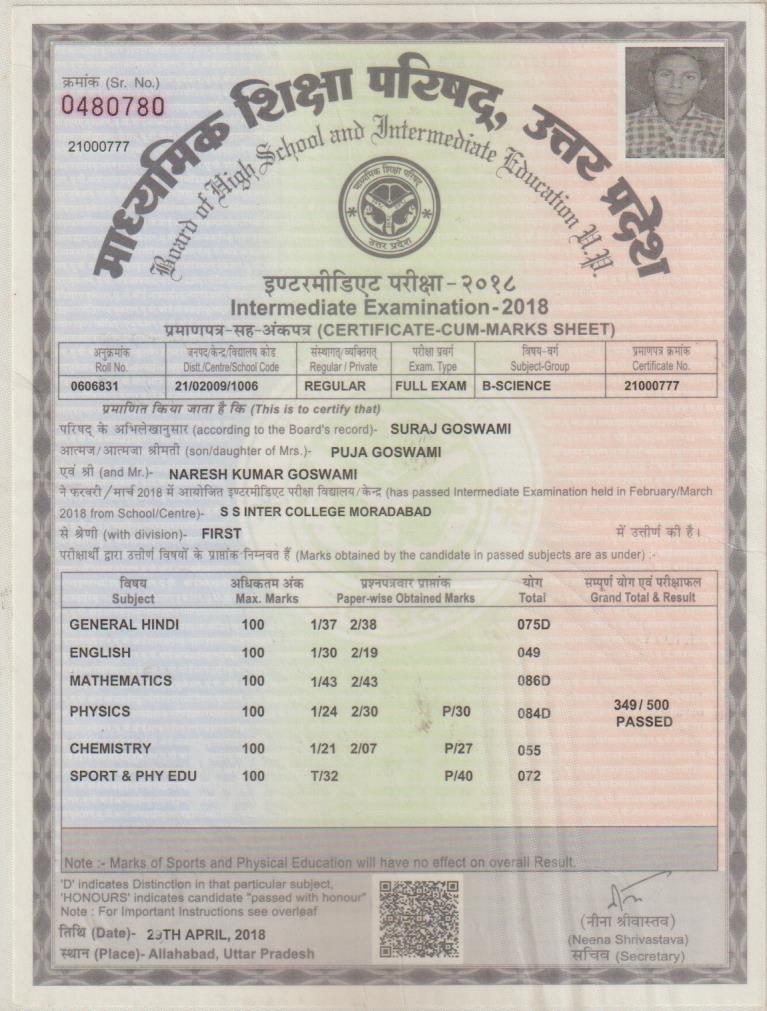 क्रमांक (Sr. No.)
0480780
21000777
माध्यमिक शिक्षा परिषद्, उत्तर प्रदेश
Board of High School and Intermediate Education U.P.
माध्यमिक शिक्षा परिषद्
उत्तर प्रदेश
इण्टरमीडिएट परीक्षा-२०१८
Intermediate Examination-2018
प्रमाणपत्र-सह-अंकपत्र (CERTIFICATE-CUM-MARKS SHEET)
अनुक्रमांक जनपद/केन्द्र/विद्यालय कोड संस्थागत/व्यक्तिगत परीक्षा प्रवर्ग विषय-वर्ग प्रमाणपत्र क्रमांक
Roll No. Distt./Centre/School Code Regular / Private Exam. Type Subject-Group Certificate No.
0606831 21/02009/1006 REGULAR FULL EXAM B-SCIENCE 21000777
प्रमाणित किया जाता है कि (This is to certify that)
परिषद् के अभिलेखानुसार (according to the Board's record)- SURAJ GOSWAMI
आत्मज/आत्मजा श्रीमती (son/daughter of Mrs.)- PUJA GOSWAMI
एवं श्री (and Mr.)- NARESH KUMAR GOSWAMI
ने फरवरी/मार्च 2018 में आयोजित इण्टरमीडिएट परीक्षा विद्यालय/केन्द्र (has passed Intermediate Examination held in February/March
2018 from School/Centre)- S S INTER COLLEGE MORADABAD
से श्रेणी (with division)- FIRST में उत्तीर्ण की है।
परीक्षार्थी द्वारा उत्तीर्ण विषयों के प्राप्तांक निम्नवत हैं (Marks obtained by the candidate in passed subjects are as under) :-
विषय अधिकतम अंक प्रश्नपत्रवार प्राप्तांक योग सम्पूर्ण योग एवं परीक्षाफल
Subject Max. Marks Paper-wise Obtained Marks Total Grand Total & Result
GENERAL HINDI 100 1/37 2/38 075D
ENGLISH 100 1/30 2/19 049
MATHEMATICS 100 1/43 2/43 086D
PHYSICS 100 1/24 2/30 P/30 084D 349/ 500
PASSED
CHEMISTRY 100 1/21 2/07 P/27 055
SPORT & PHY EDU 100 T/32 P/40 072
Note :- Marks of Sports and Physical Education will have no effect on overall Result.
'D' indicates Distinction in that particular subject,
'HONOURS' indicates candidate "passed with honour"
Note : For Important Instructions see overleaf
तिथि (Date)- 29TH APRIL, 2018
स्थान (Place)- Allahabad, Uttar Pradesh
(नीना श्रीवास्तव)
(Neena Shrivastava)
सचिव (Secretary)